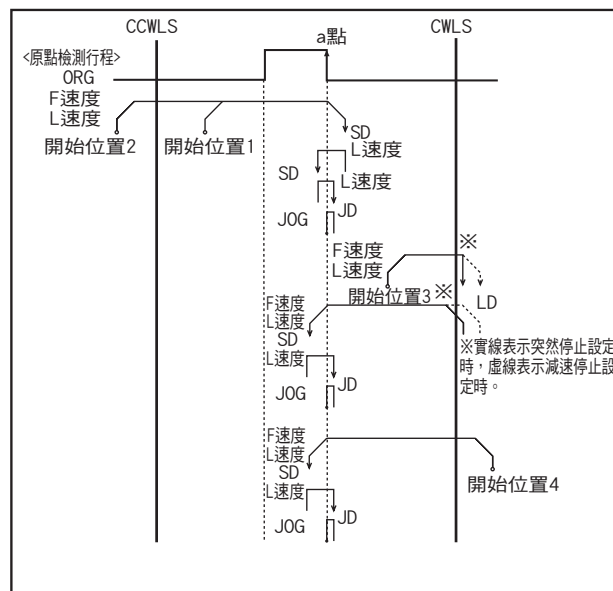 CCWLS
CWLS
a點
<原點檢測行程>
ORG
F速度
L速度
開始位置2
開始位置1
SD
L速度
SD
L速度
JOG
JD
F速度
L速度
※
開始位置3
※
LD
F速度
L速度
SD
L速度
JD
JOG
※實線表示突然停止設定
時，虛線表示減速停止設
定時。
F速度
L速度
SD
開始位置4
L速度
JD
JOG